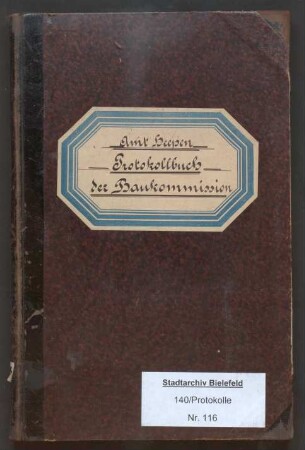 Amt Heepen
Protokollbuch
der Baukommission
Stadtarchiv Bielefeld
140/Protokolle
Nr. 116